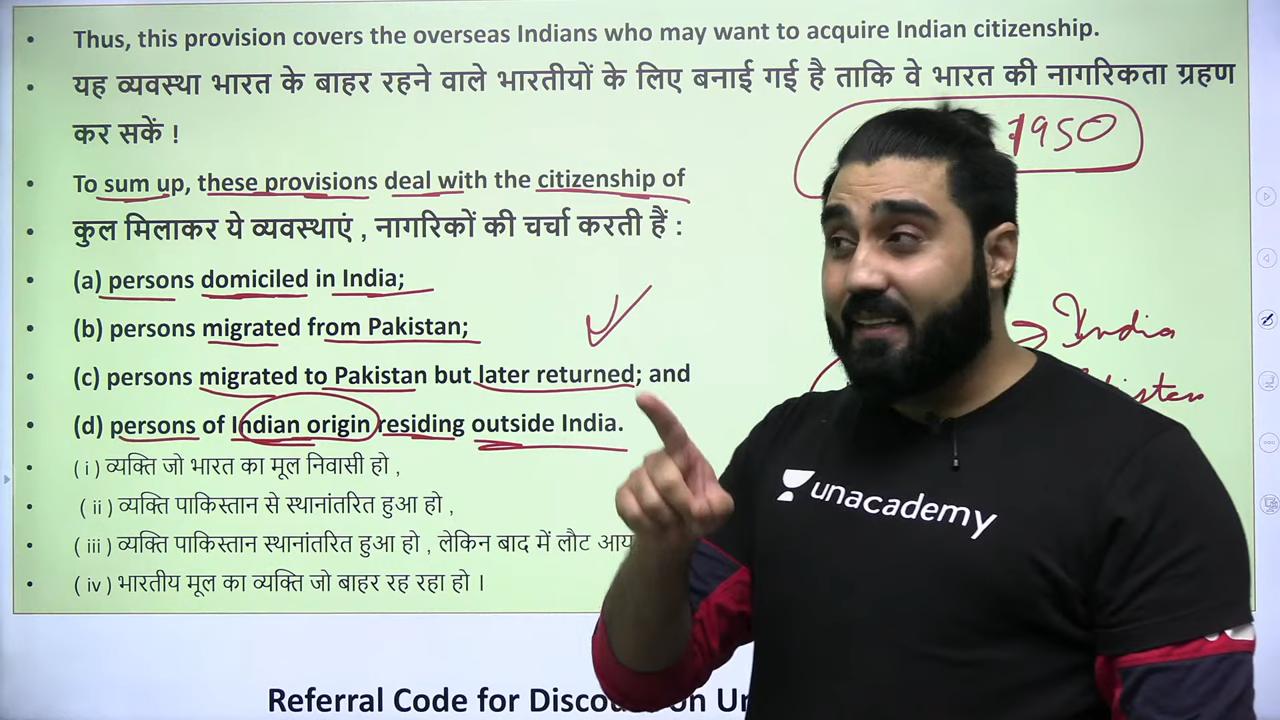 Thus, this provision covers the overseas Indians who may want to acquire Indian citizenship.
यह व्यवस्था भारत के बाहर रहने वाले भारतीयों के लिए बनाई गई है ताकि वे भारत की नागरिकता ग्रहण
कर सकें !
1950
To sum up, these provisions deal with the citizenship of
कुल मिलाकर ये व्यवस्थाएं , नागरिकों की चर्चा करती हैं :
(a) persons domiciled in India;
(b) persons migrated from Pakistan;
India
(c) persons migrated to Pakistan but later returned; and
(d) persons of Indian origin residing outside India.
( i ) व्यक्ति जो भारत का मूल निवासी हो ,
( ii ) व्यक्ति पाकिस्तान से स्थानांतरित हुआ हो ,
( iii ) व्यक्ति पाकिस्तान स्थानांतरित हुआ हो , लेकिन बाद में लौट
( iv ) भारतीय मूल का व्यक्ति जो बाहर रह रहा हो ।
unacademy
Referral Code for